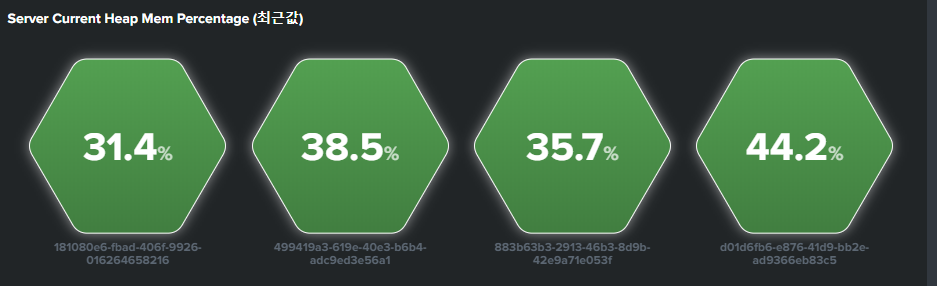 Server Current Heap Mem Percentage (최근값)
31.4% 38.5% 35.7% 44.2%
181080e6-fbad-406f-9926- 499419a3-619e-40e3-b6b4- 883b63b3-2913-46b3-8d9b- d01d6fb6-e876-41d9-bb2e-
016264658216 adc9ed3e56a1 42e9a71e053f ad9366eb83c5